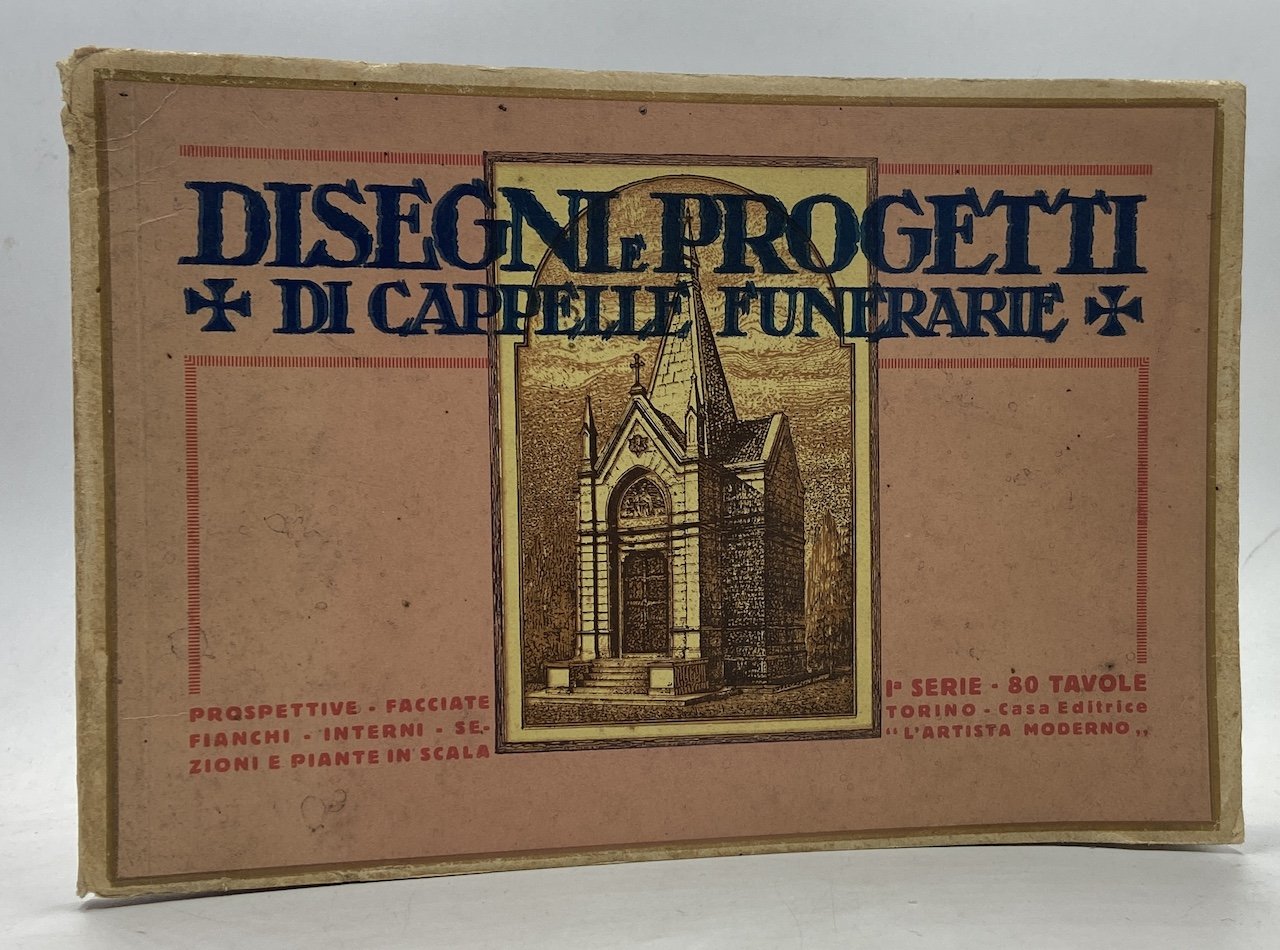 DISEGNI E PROGETTI
✠ DI CAPPELLE FUNERARIE ✠
PROSPETTIVE - FACCIATE
FIANCHI - INTERNI - SE-
ZIONI E PIANTE IN SCALA
Iª SERIE - 80 TAVOLE
TORINO - Casa Editrice
"L'ARTISTA MODERNO„